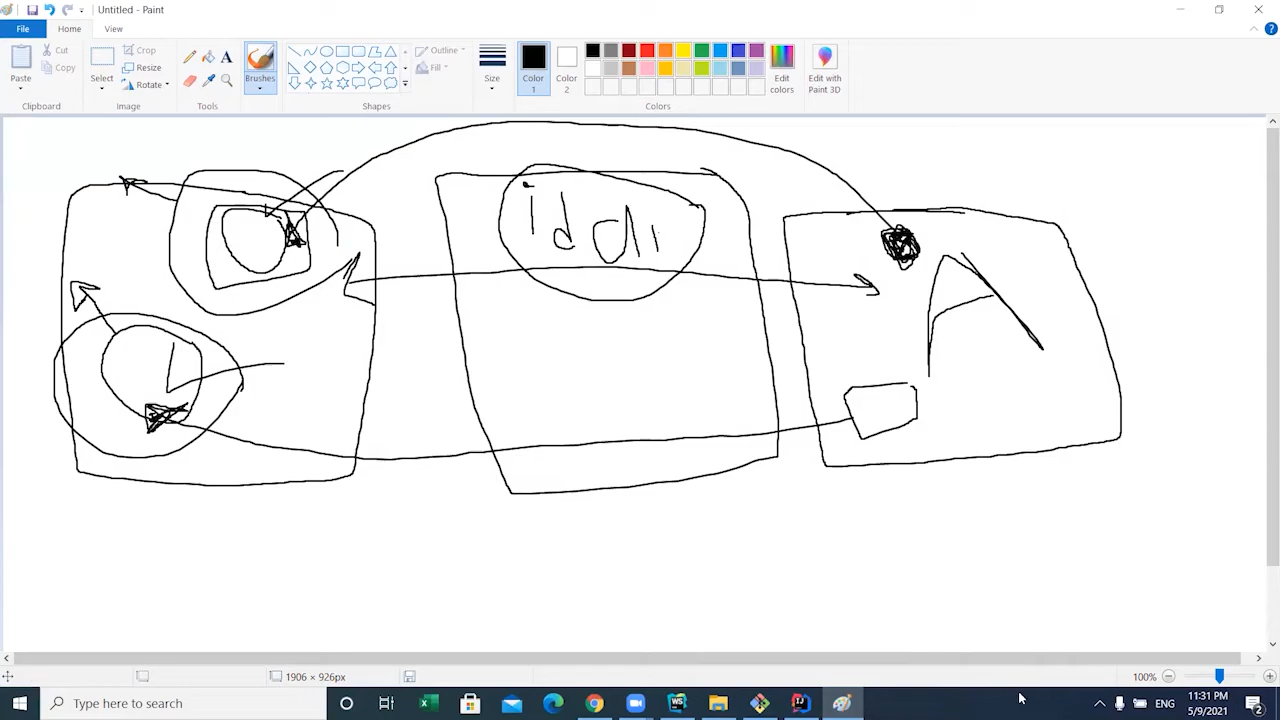 Untitled - Paint
File
Home
View
Paste
Cut
Copy
Clipboard
Select
Crop
Resize
Rotate
Image
A
Tools
Brushes
Outline
Fill
Shapes
Size
Color 1
Color 2
Edit colors
Colors
Edit with Paint 3D
1906 × 926px
100%
Type here to search
ENG
11:31 PM
5/9/2021
2